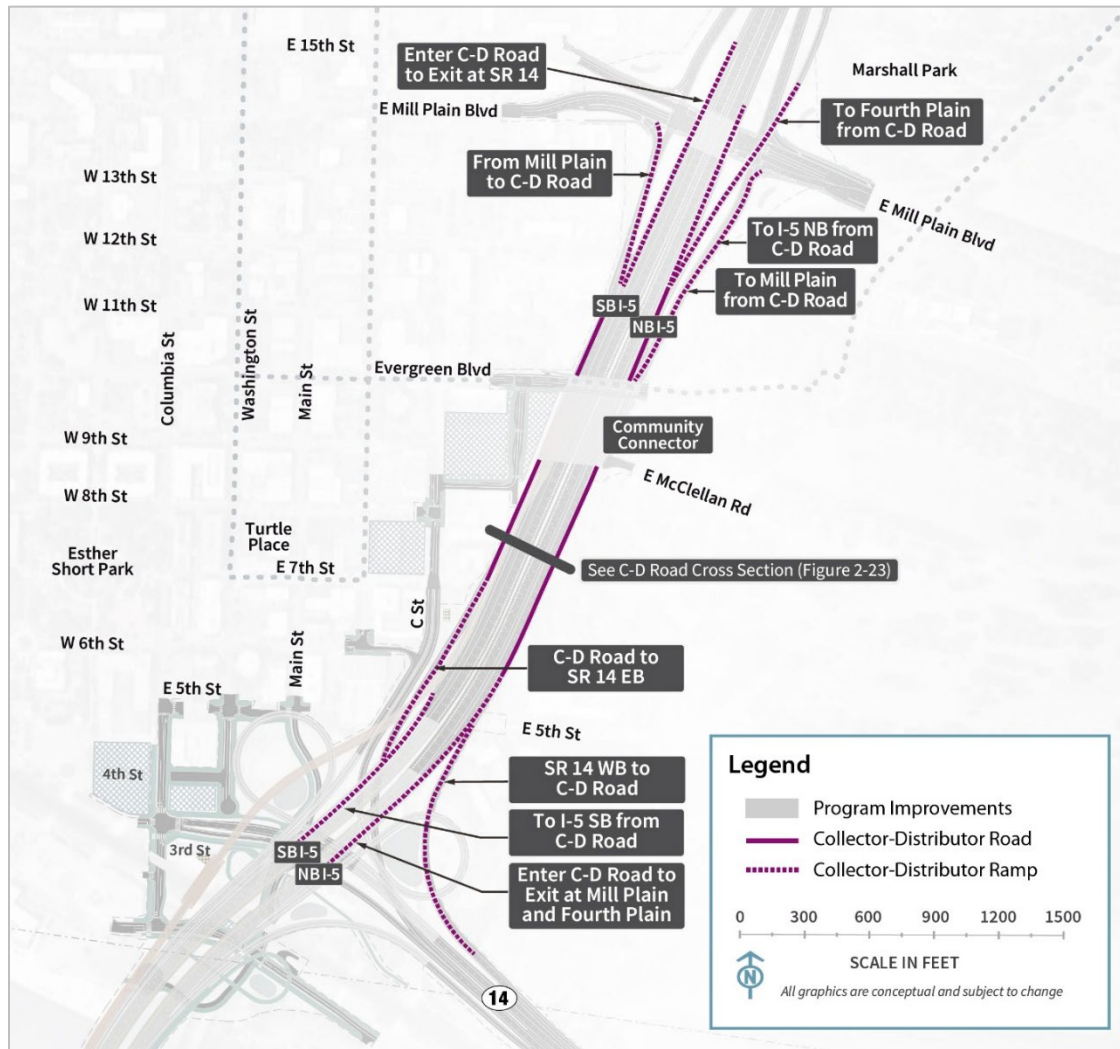 E 15th St
Enter C-D Road
to Exit at SR 14
Marshall Park
E Mill Plain Blvd
To Fourth Plain
from C-D Road
From Mill Plain
to C-D Road
W 13th St
E Mill Plain Blvd
W 12th St
To I-5 NB from
C-D Road
To Mill Plain
from C-D Road
W 11th St
SB I-5
NB I-5
Columbia St
Washington St
Main St
Evergreen Blvd
W 9th St
Community
Connector
E McClellan Rd
W 8th St
Turtle
Place
Esther
Short Park
E 7th St
See C-D Road Cross Section (Figure 2-23)
C St
W 6th St
Main St
C-D Road to
SR 14 EB
E 5th St
E 5th St
SR 14 WB to
C-D Road
4th St
To I-5 SB from
C-D Road
3rd St
SB I-5
NB I-5
Enter C-D Road to
Exit at Mill Plain
and Fourth Plain
14
Legend
Program Improvements
Collector-Distributor Road
Collector-Distributor Ramp
0 300 600 900 1200 1500
SCALE IN FEET
N
All graphics are conceptual and subject to change